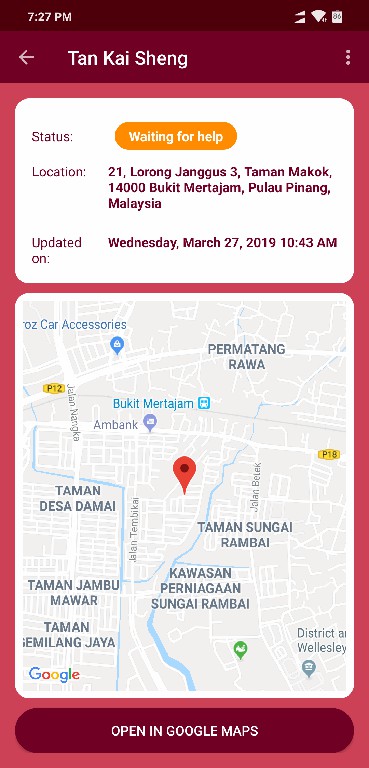 7:27 PM
86
Tan Kai Sheng
Status:
Waiting for help
Location:
21, Lorong Janggus 3, Taman Makok,
14000 Bukit Mertajam, Pulau Pinang,
Malaysia
Updated
on:
Wednesday, March 27, 2019 10:43 AM
roz Car Accessories
PERMATANG
RAWA
P12
Jalan Nangka
Bukit Mertajam
Ambank
P18
Jalan Betek
TAMAN
DESA DAMAI
Jalan Tembikai
TAMAN SUNGAI
RAMBAI
KAWASAN
PERNIAGAAN
SUNGAI RAMBAI
TAMAN JAMBU
MAWAR
TAMAN
SEMILANG JAYA
District an
Wellesley
Google
OPEN IN GOOGLE MAPS